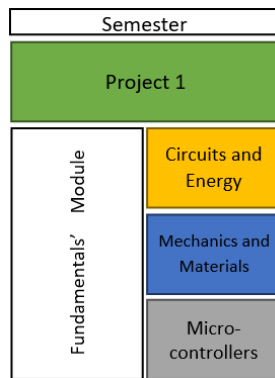 Semester
Project 1
Fundamentals’ Module
Circuits and
Energy
Mechanics and
Materials
Micro-
controllers